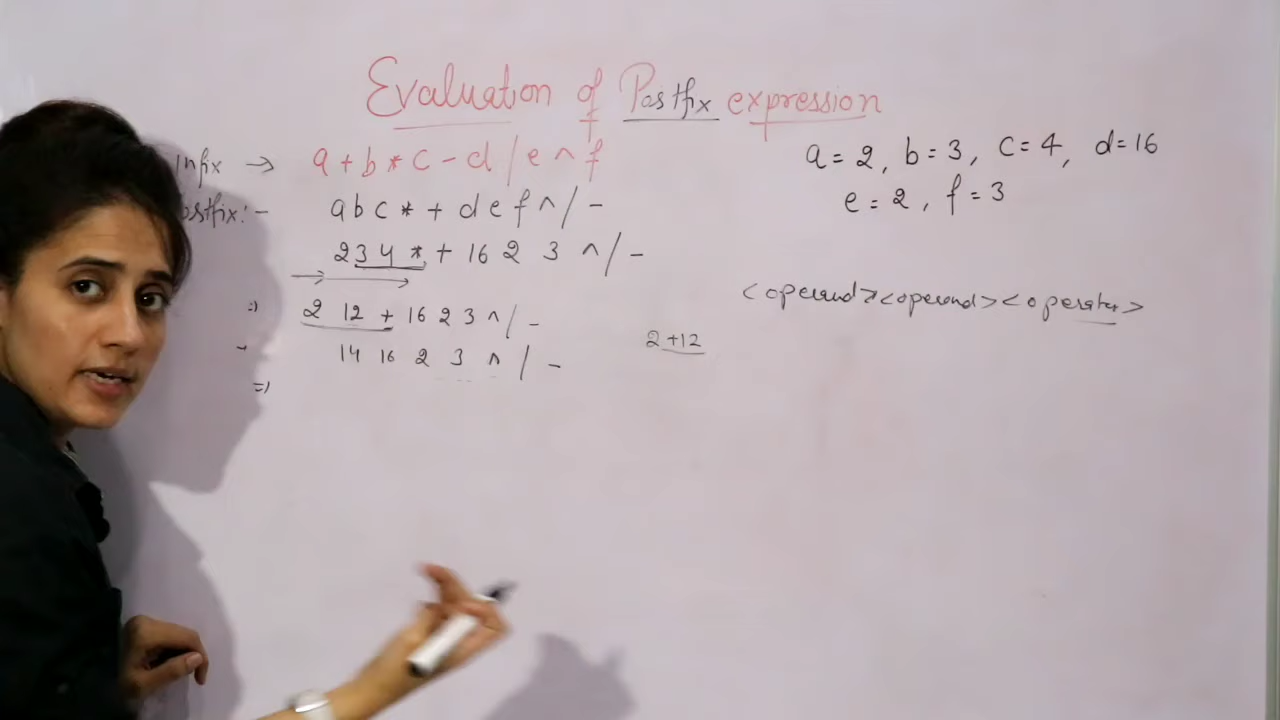 Evaluation of Postfix expression
Infix → a + b * c - d / e ^ f
Postfix:- a b c * + d e f ^ / -
2 3 4 * + 16 2 3 ^ / -
⇒ 2 12 + 16 2 3 ^ / -
14 16 2 3 ^ / -
⇒
a = 2, b = 3, c = 4, d = 16
e = 2, f = 3
<operand><operand><operator>
2 + 12